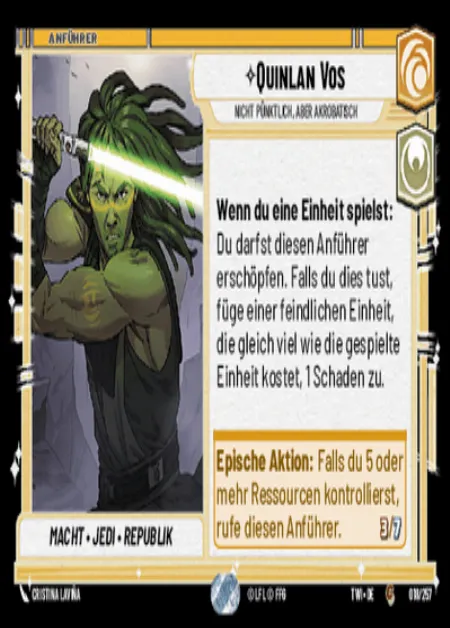 ANFÜHRER
QUINLAN VOS
NICHT PÜNKTLICH, ABER AKROBATISCH
Wenn du eine Einheit spielst:
Du darfst diesen Anführer
erschöpfen. Falls du dies tust,
füge einer feindlichen Einheit,
die gleich viel wie die gespielte
Einheit kostet, 1 Schaden zu.
Epische Aktion: Falls du 5 oder
mehr Ressourcen kontrollierst,
rufe diesen Anführer.
3/7
MACHT • JEDI • REPUBLIK
CRISTINA LAVIÑA
© LFL © FFG
TWI • DE
018/257